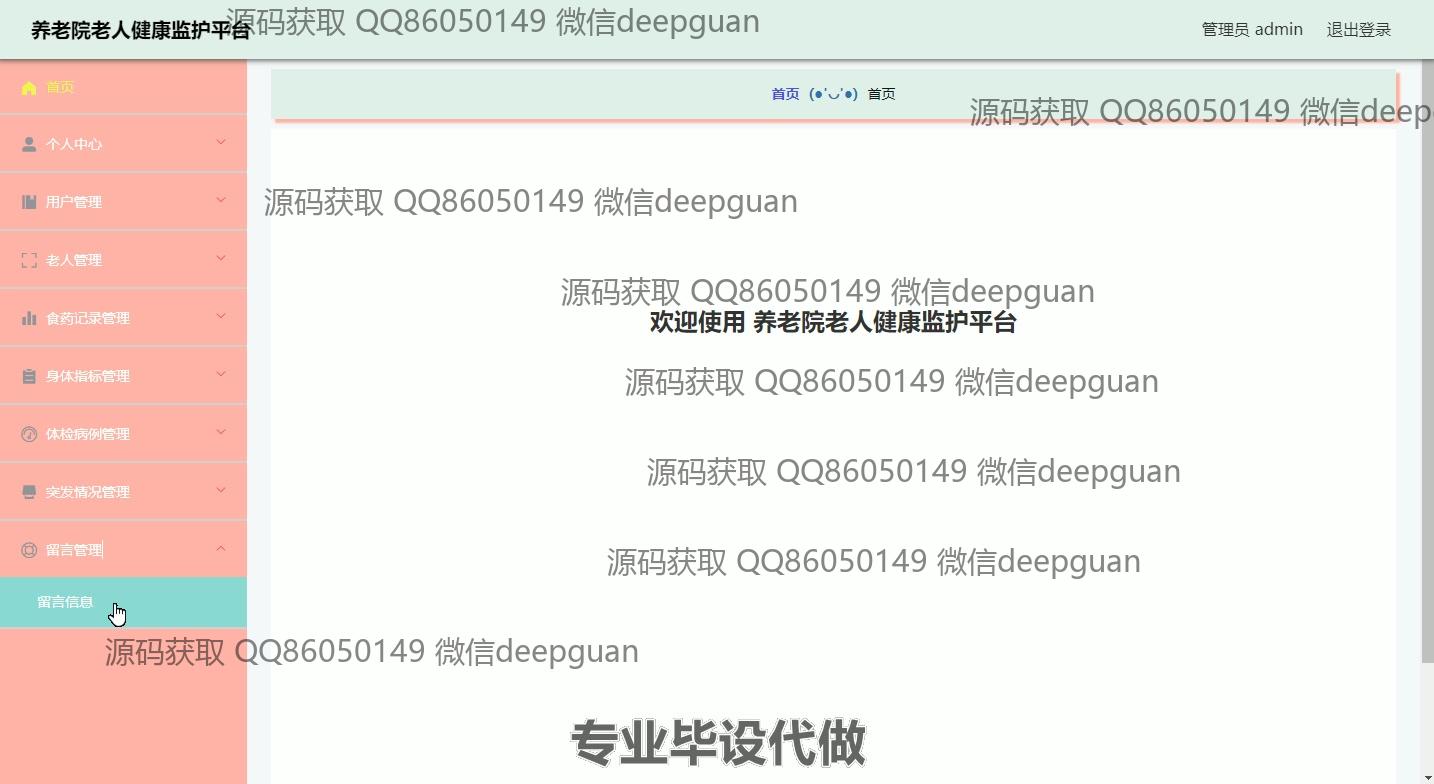 养老院老人健康监护平台
源码获取 QQ86050149 微信deepguan
管理员 admin
退出登录
首页
首页 (●'◡'●) 首页
源码获取 QQ86050149 微信deep
个人中心
用户管理
源码获取 QQ86050149 微信deepguan
老人管理
源码获取 QQ86050149 微信deepguan
食药记录管理
欢迎使用 养老院老人健康监护平台
身体指标管理
源码获取 QQ86050149 微信deepguan
体检病例管理
源码获取 QQ86050149 微信deepguan
突发情况管理
留言管理
源码获取 QQ86050149 微信deepguan
留言信息
源码获取 QQ86050149 微信deepguan
专业毕设代做